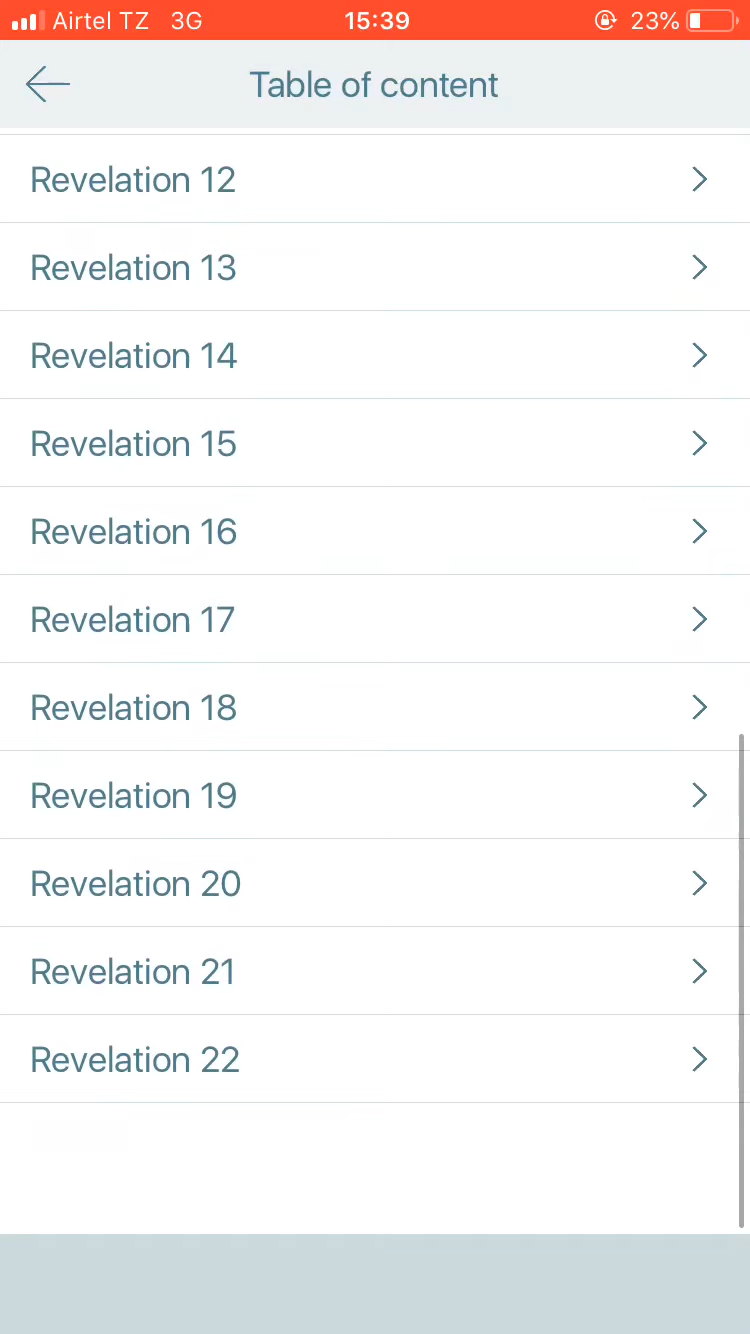 Airtel TZ 3G 15:39 23%
Table of content
Revelation 12
Revelation 13
Revelation 14
Revelation 15
Revelation 16
Revelation 17
Revelation 18
Revelation 19
Revelation 20
Revelation 21
Revelation 22